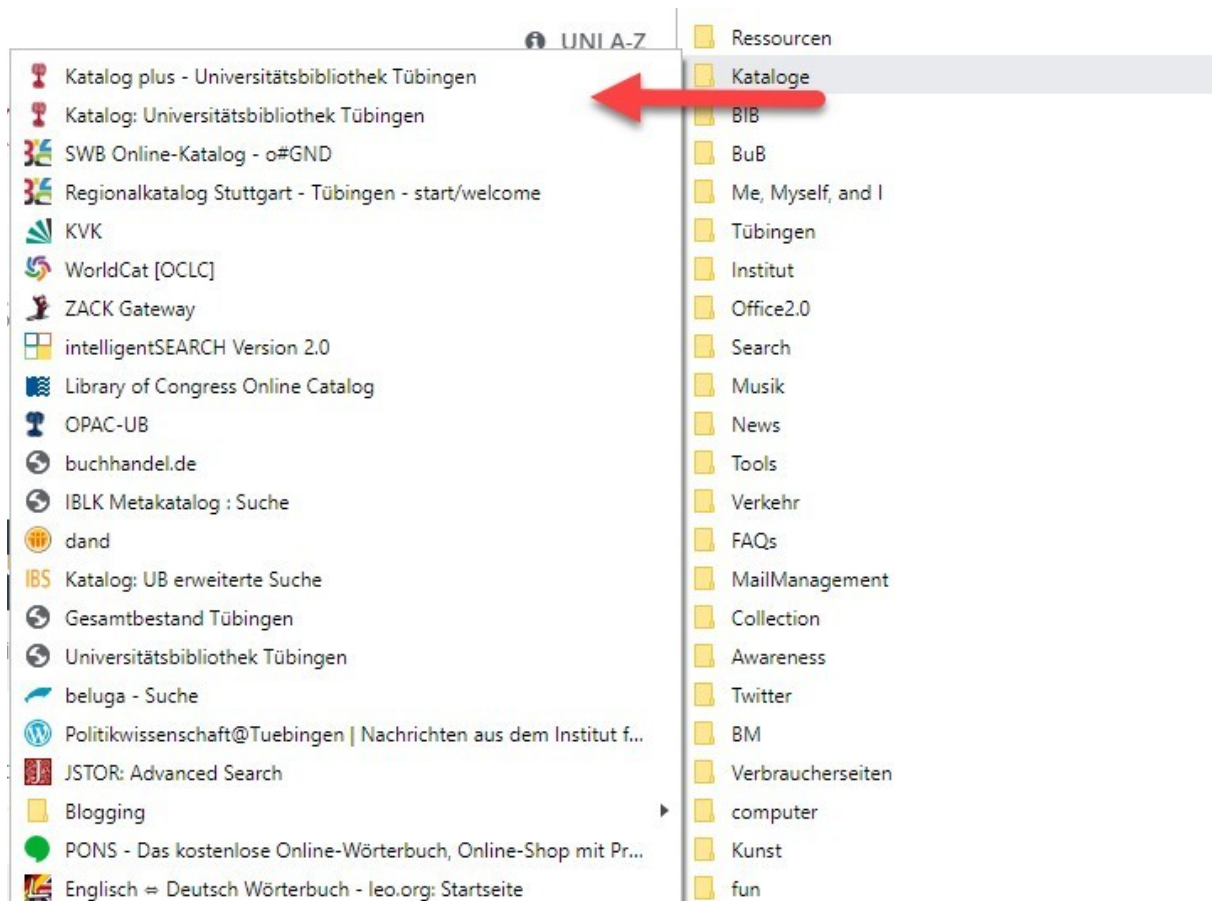 UNI A-Z
Katalog plus - Universitätsbibliothek Tübingen
Katalog: Universitätsbibliothek Tübingen
SWB Online-Katalog - o#GND
Regionalkatalog Stuttgart - Tübingen - start/welcome
KVK
WorldCat [OCLC]
ZACK Gateway
intelligentSEARCH Version 2.0
Library of Congress Online Catalog
OPAC-UB
buchhandel.de
IBLK Metakatalog : Suche
dand
IBS Katalog: UB erweiterte Suche
Gesamtbestand Tübingen
Universitätsbibliothek Tübingen
beluga - Suche
Politikwissenschaft@Tuebingen | Nachrichten aus dem Institut f...
JSTOR: Advanced Search
Blogging
PONS - Das kostenlose Online-Wörterbuch, Online-Shop mit Pr...
Englisch ⇔ Deutsch Wörterbuch - leo.org: Startseite
Ressourcen
Kataloge
BIB
BuB
Me, Myself, and I
Tübingen
Institut
Office2.0
Search
Musik
News
Tools
Verkehr
FAQs
MailManagement
Collection
Awareness
Twitter
BM
Verbraucherseiten
computer
Kunst
fun